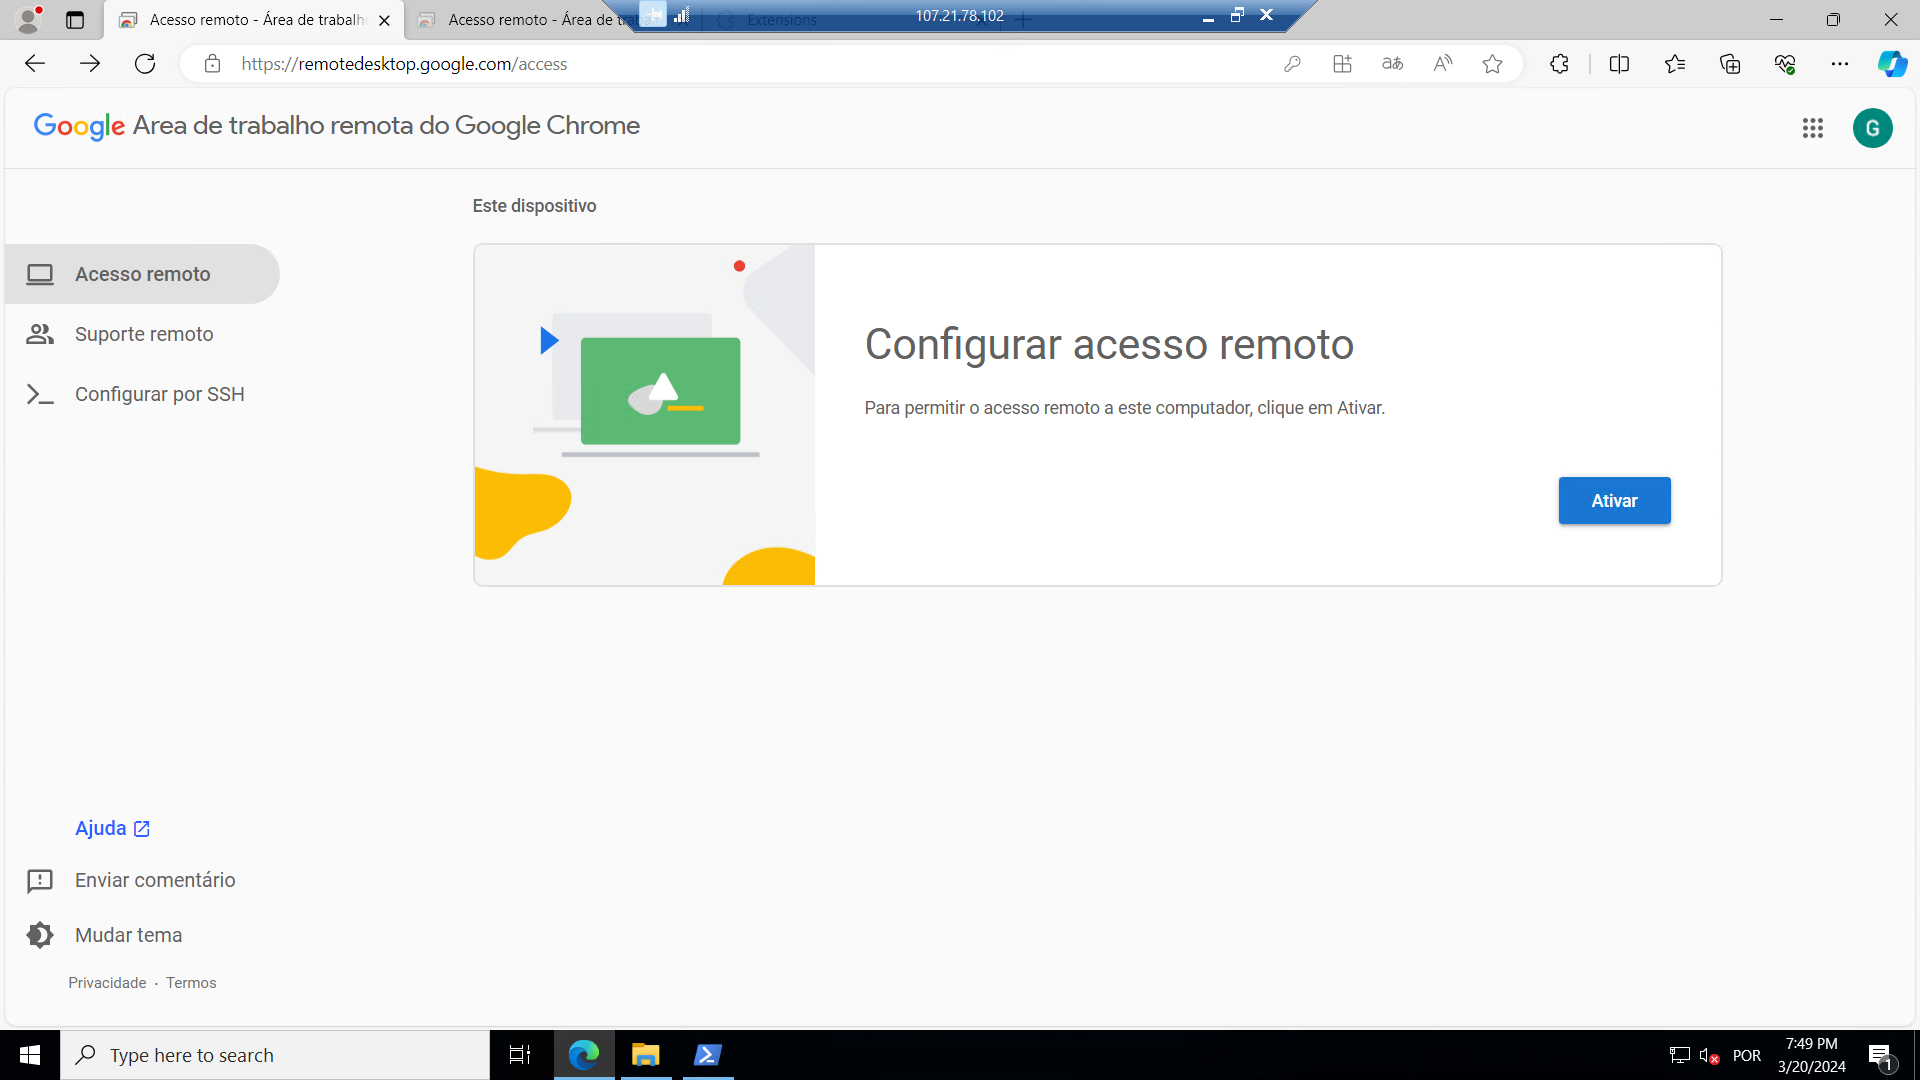 Acesso remoto - Área de trabalh
Acesso remoto - Área de trab
107.21.78.102
Extensions
https://remotedesktop.google.com/access
Google Area de trabalho remota do Google Chrome
G
Este dispositivo
Acesso remoto
Suporte remoto
Configurar por SSH
Configurar acesso remoto
Para permitir o acesso remoto a este computador, clique em Ativar.
Ativar
Ajuda
Enviar comentário
Mudar tema
Privacidade · Termos
Type here to search
POR
7:49 PM
3/20/2024
1